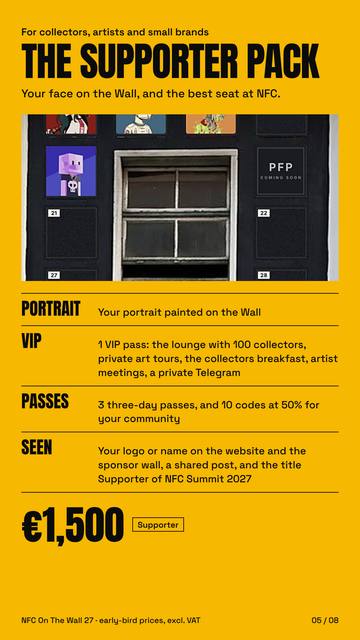 For collectors, artists and small brands
THE SUPPORTER PACK
Your face on the Wall, and the best seat at NFC.
PFP
COMING SOON
21
22
27
28
PORTRAIT
Your portrait painted on the Wall
VIP
1 VIP pass: the lounge with 100 collectors,
private art tours, the collectors breakfast, artist
meetings, a private Telegram
PASSES
3 three-day passes, and 10 codes at 50% for
your community
SEEN
Your logo or name on the website and the
sponsor wall, a shared post, and the title
Supporter of NFC Summit 2027
€1,500
Supporter
NFC On The Wall 27 · early-bird prices, excl. VAT
05 / 08